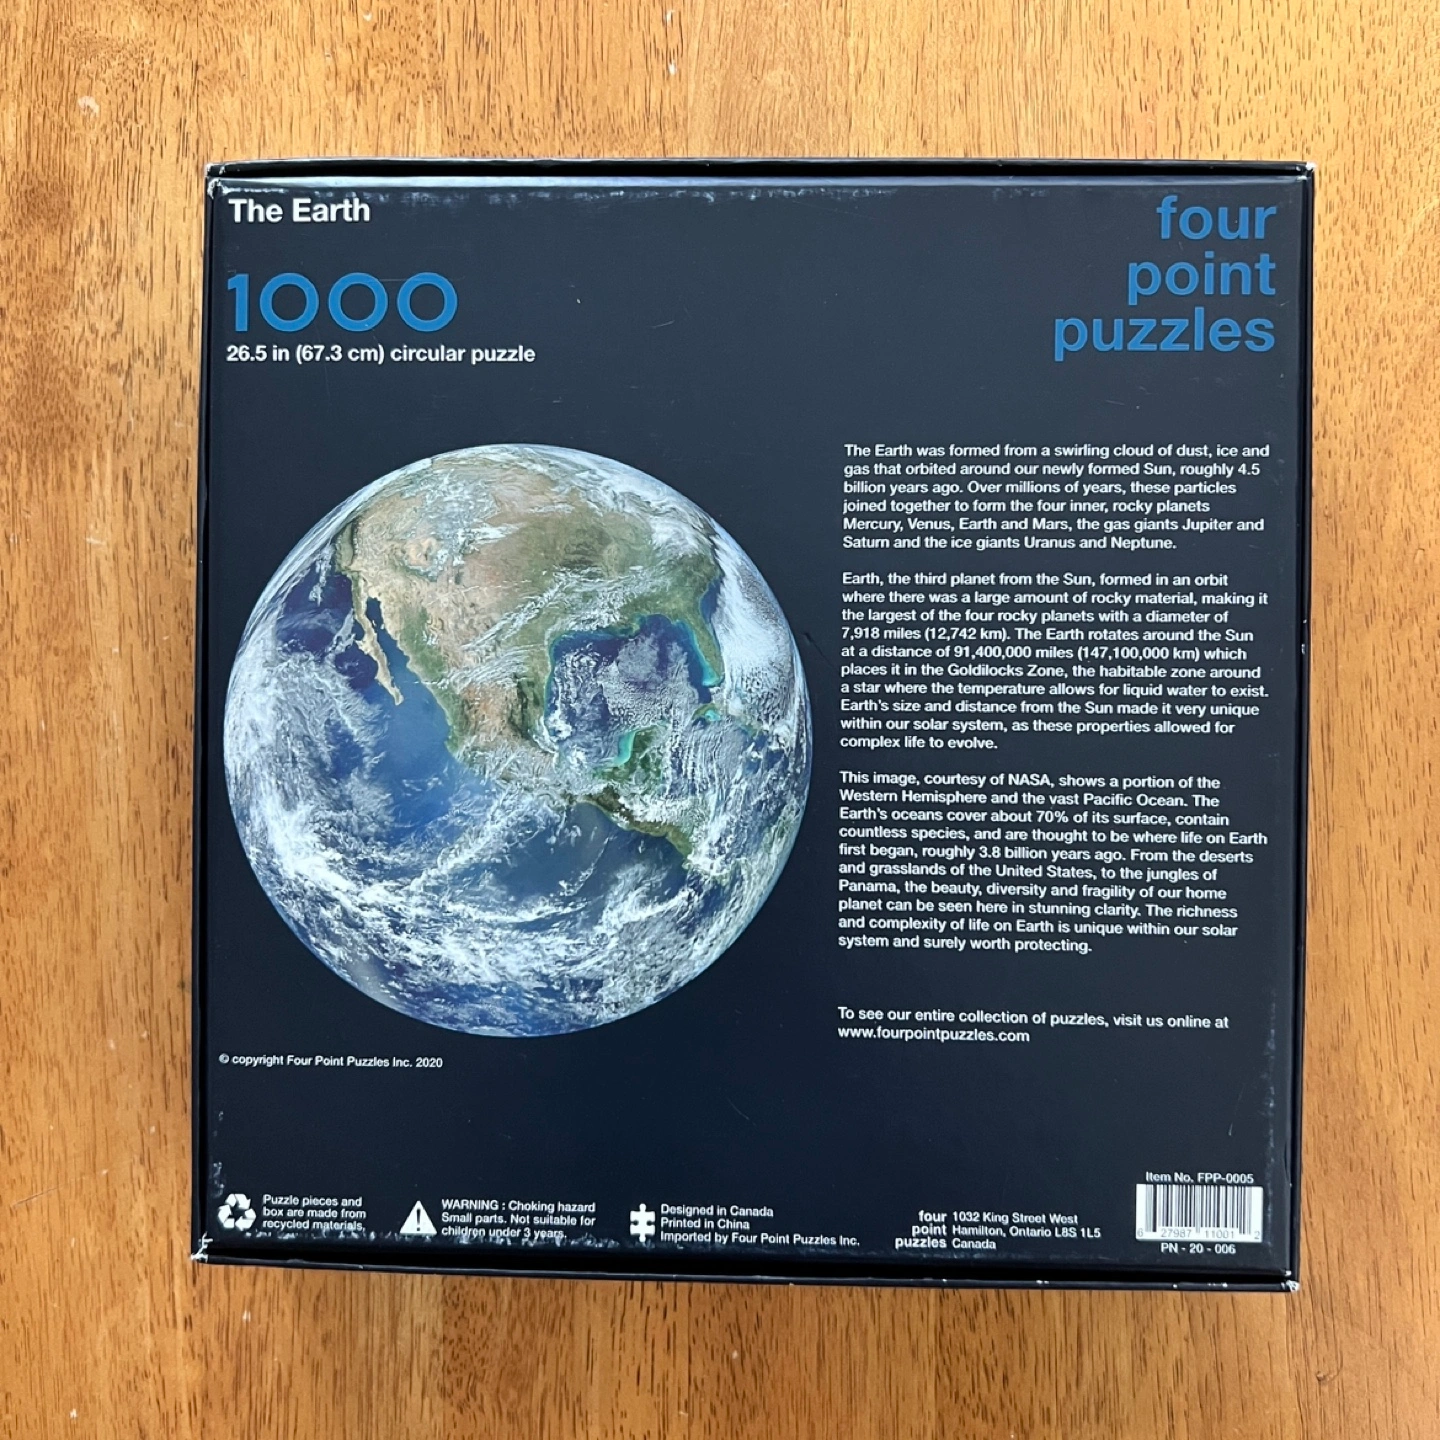 The Earth
1000
26.5 in (67.3 cm) circular puzzle
four
point
puzzles
The Earth was formed from a swirling cloud of dust, ice and
gas that orbited around our newly formed Sun, roughly 4.5
billion years ago. Over millions of years, these particles
joined together to form the four inner, rocky planets
Mercury, Venus, Earth and Mars, the gas giants Jupiter and
Saturn and the ice giants Uranus and Neptune.
Earth, the third planet from the Sun, formed in an orbit
where there was a large amount of rocky material, making it
the largest of the four rocky planets with a diameter of
7,918 miles (12,742 km). The Earth rotates around the Sun
at a distance of 91,400,000 miles (147,100,000 km) which
places it in the Goldilocks Zone, the habitable zone around
a star where the temperature allows for liquid water to exist.
Earth's size and distance from the Sun made it very unique
within our solar system, as these properties allowed for
complex life to evolve.
This image, courtesy of NASA, shows a portion of the
Western Hemisphere and the vast Pacific Ocean. The
Earth's oceans cover about 70% of its surface, contain
countless species, and are thought to be where life on Earth
first began, roughly 3.8 billion years ago. From the deserts
and grasslands of the United States, to the jungles of
Panama, the beauty, diversity and fragility of our home
planet can be seen here in stunning clarity. The richness
and complexity of life on Earth is unique within our solar
system and surely worth protecting.
To see our entire collection of puzzles, visit us online at
www.fourpointpuzzles.com
© copyright Four Point Puzzles Inc. 2020
Puzzle pieces and
box are made from
recycled materials.
WARNING : Choking hazard
Small parts. Not suitable for
children under 3 years.
Designed in Canada
Printed in China
Imported by Four Point Puzzles Inc.
four
point
puzzles
1032 King Street West
Hamilton, Ontario L8S 1L5
Canada
Item No. FPP-0005
6 27987 11001 2
PN - 20 - 006